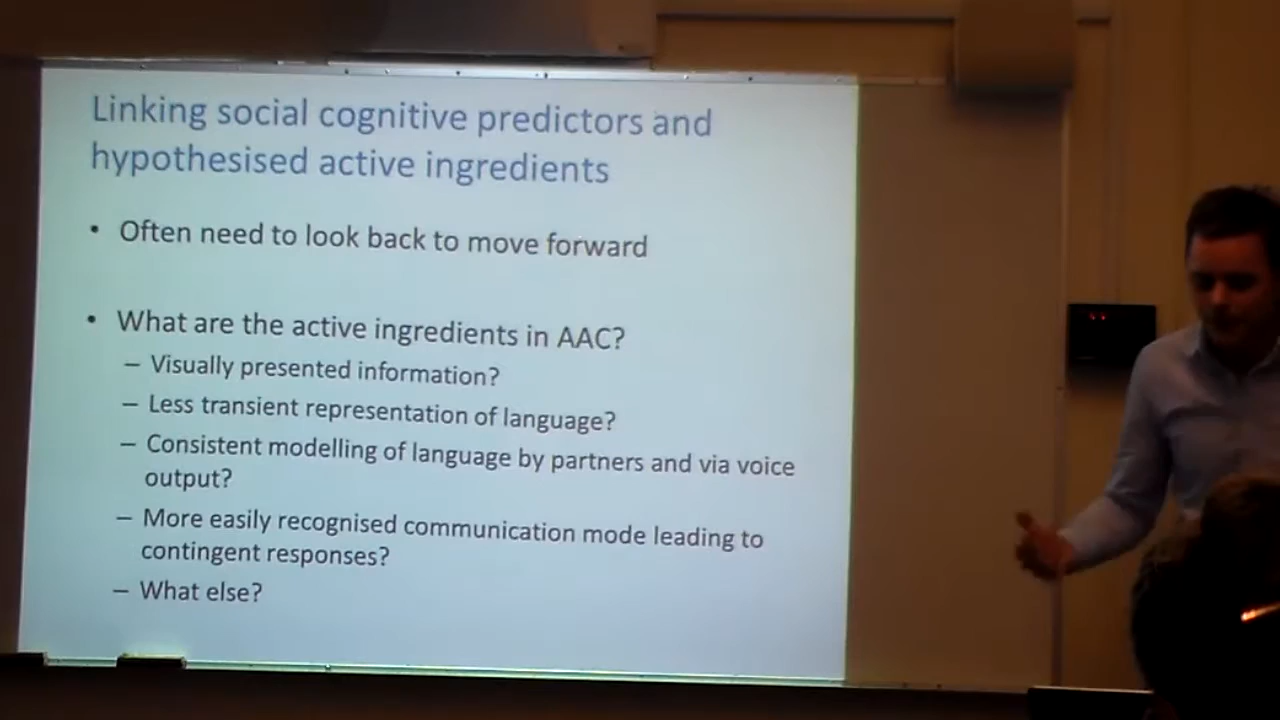 Linking social cognitive predictors and
hypothesised active ingredients
• Often need to look back to move forward
• What are the active ingredients in AAC?
– Visually presented information?
– Less transient representation of language?
– Consistent modelling of language by partners and via voice
output?
– More easily recognised communication mode leading to
contingent responses?
– What else?